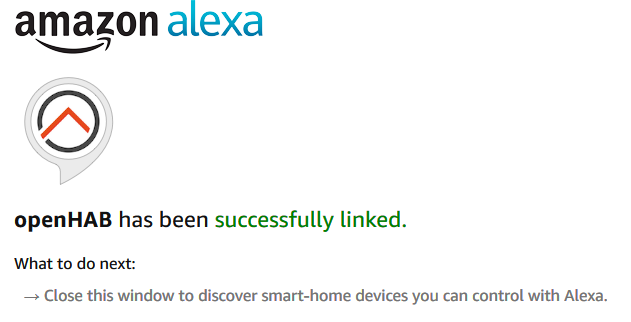 amazon alexa
openHAB has been successfully linked.
What to do next:
→ Close this window to discover smart-home devices you can control with Alexa.